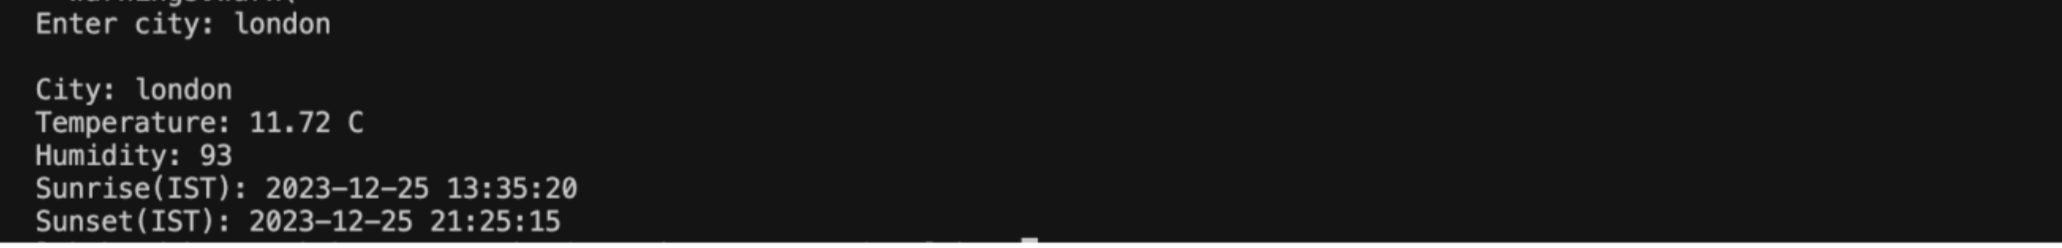 Enter city: london
City: london
Temperature: 11.72 C
Humidity: 93
Sunrise(IST): 2023-12-25 13:35:20
Sunset(IST): 2023-12-25 21:25:15